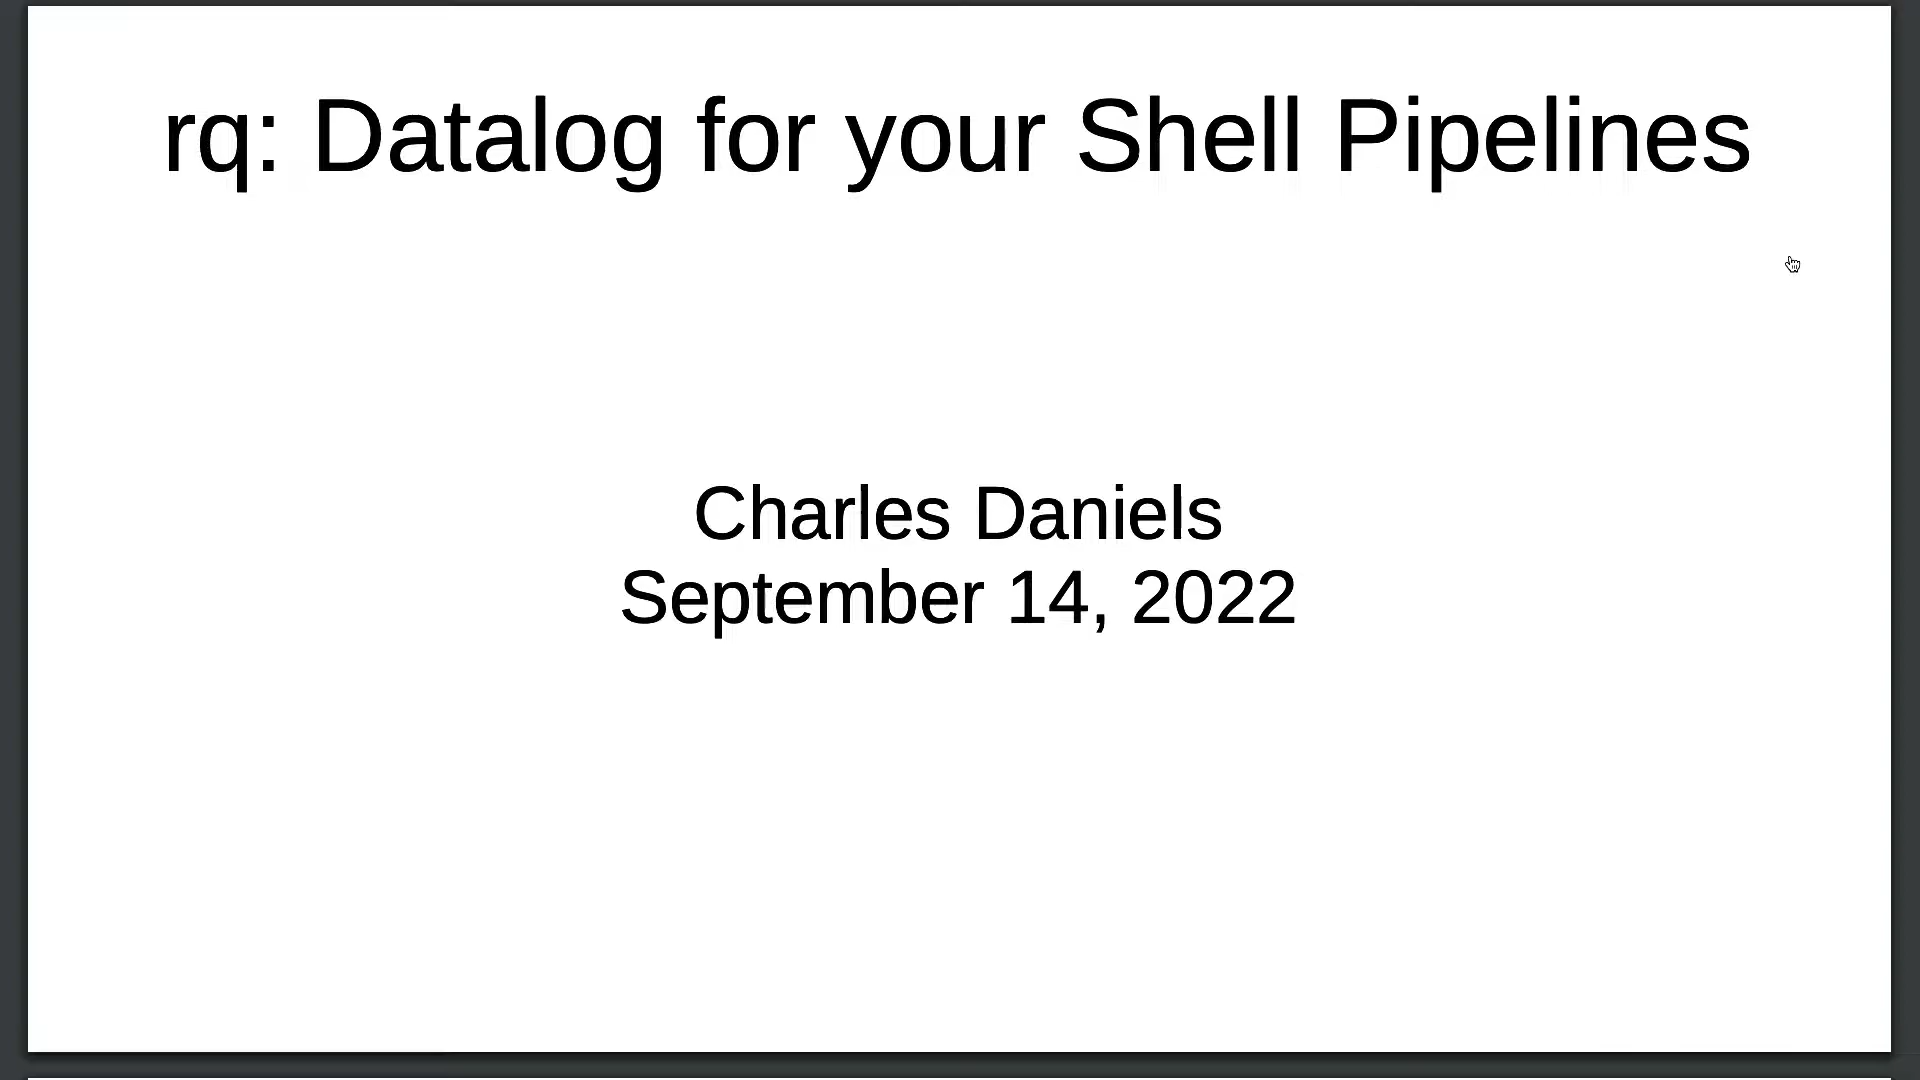 rq: Datalog for your Shell Pipelines
Charles Daniels
September 14, 2022